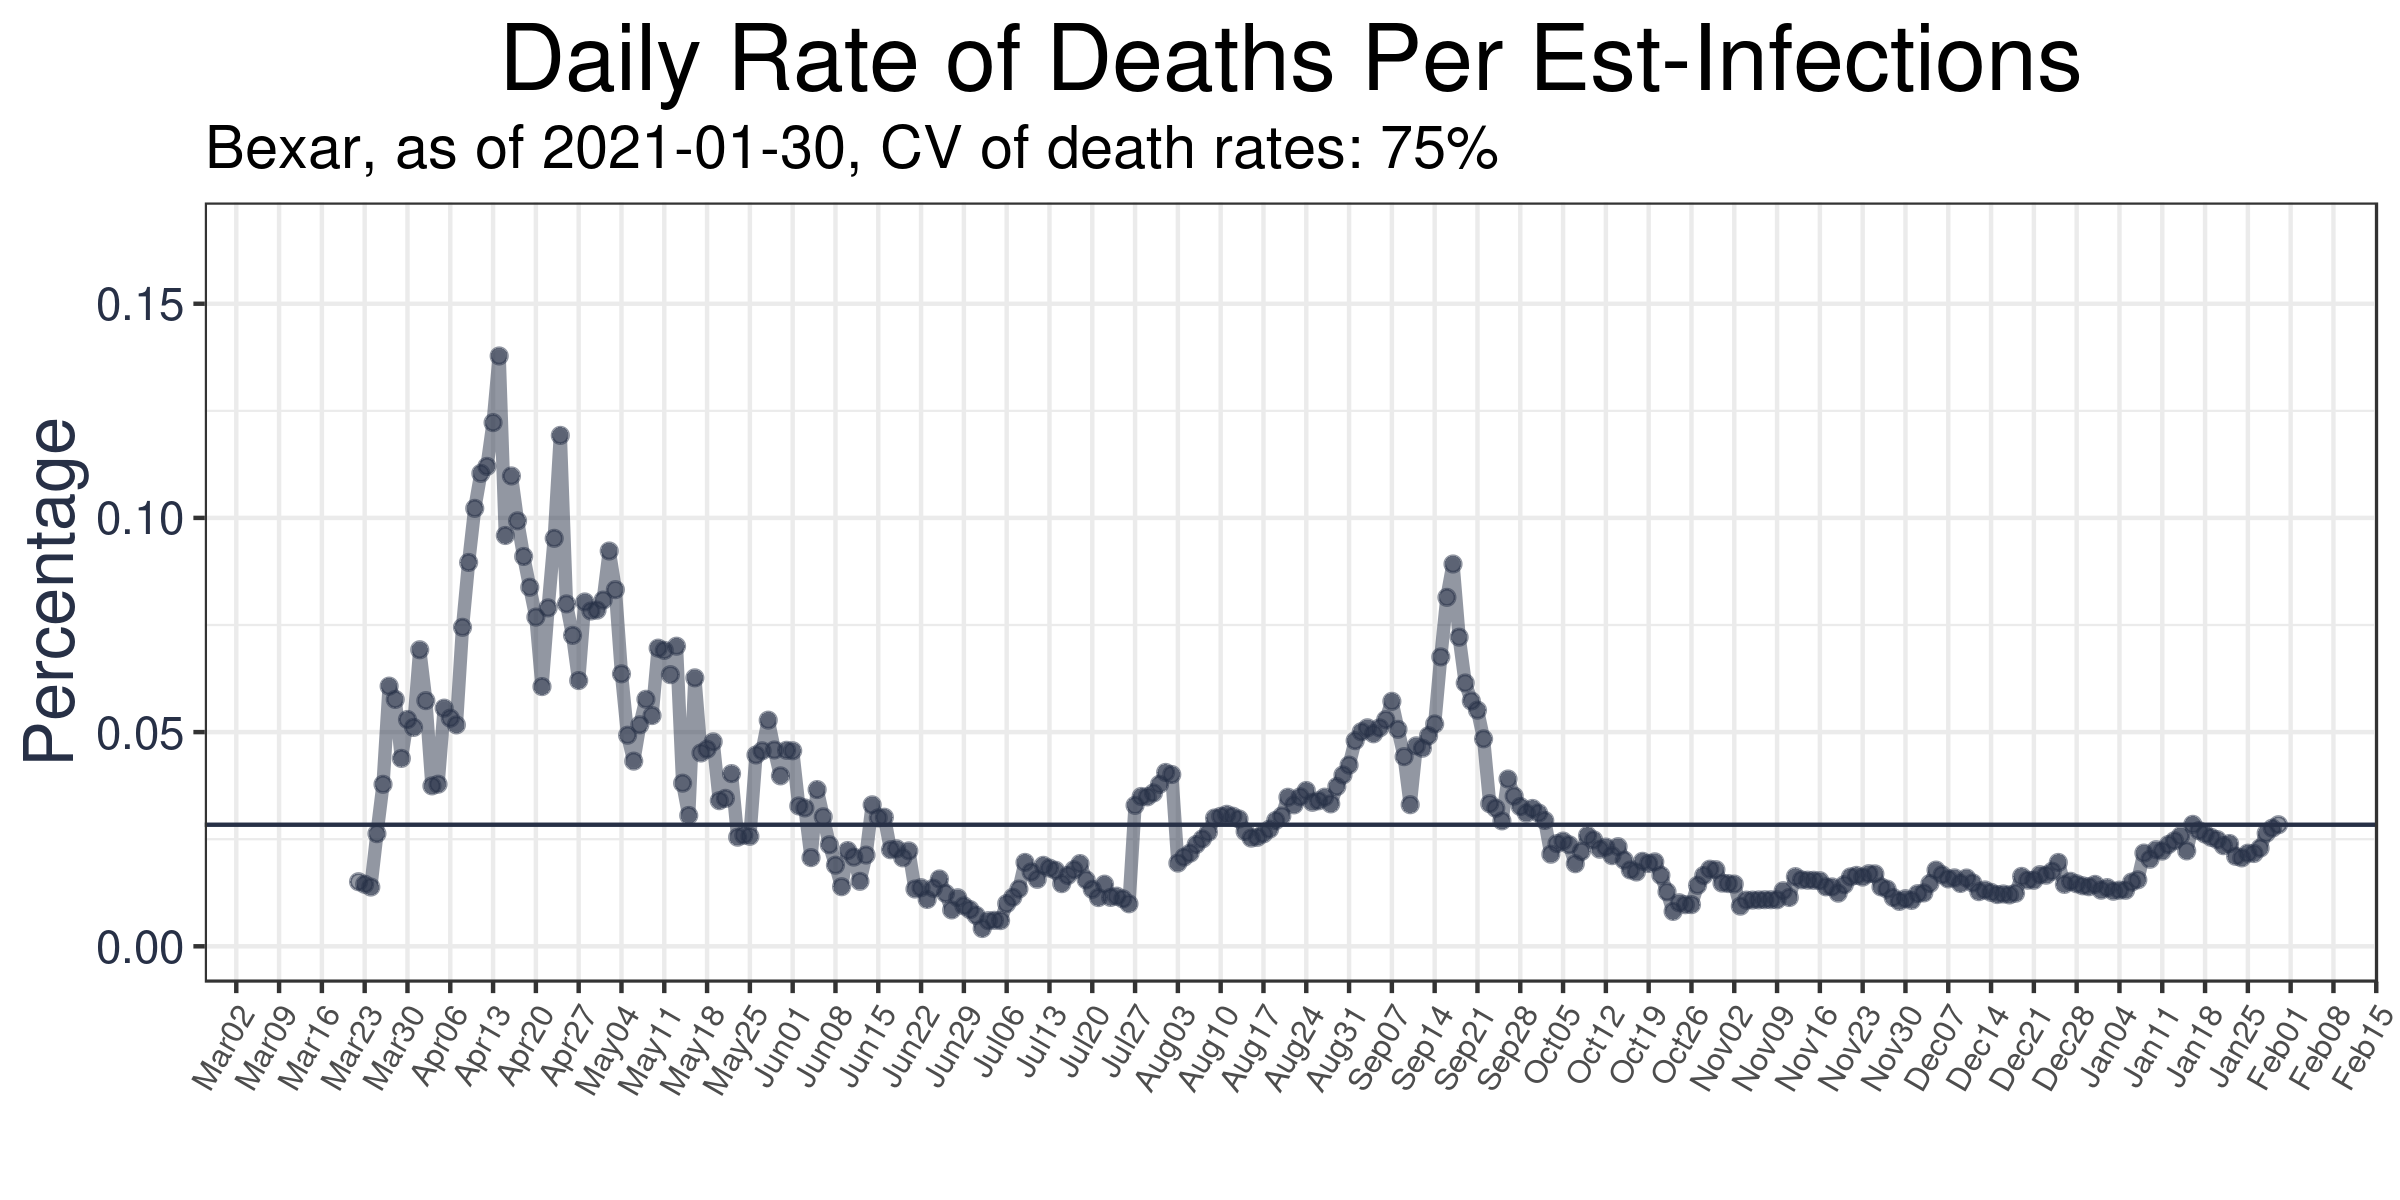 Daily Rate of Deaths Per Est-Infections
Bexar, as of 2021-01-30, CV of death rates: 75%
Percentage
0.15
0.10
0.05
0.00
Mar02
Mar09
Mar16
Mar23
Mar30
Apr06
Apr13
Apr20
Apr27
May04
May11
May18
May25
Jun01
Jun08
Jun15
Jun22
Jun29
Jul06
Jul13
Jul20
Jul27
Aug03
Aug10
Aug17
Aug24
Aug31
Sep07
Sep14
Sep21
Sep28
Oct05
Oct12
Oct19
Oct26
Nov02
Nov09
Nov16
Nov23
Nov30
Dec07
Dec14
Dec21
Dec28
Jan04
Jan11
Jan18
Jan25
Feb01
Feb08
Feb15